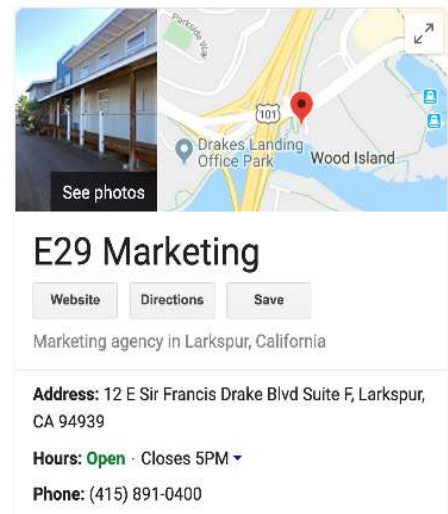 Parkside Wa
101
Drakes Landing
Office Park
Wood Island
See photos
E29 Marketing
Website Directions Save
Marketing agency in Larkspur, California
Address: 12 E Sir Francis Drake Blvd Suite F, Larkspur,
CA 94939
Hours: Open · Closes 5PM
Phone: (415) 891-0400